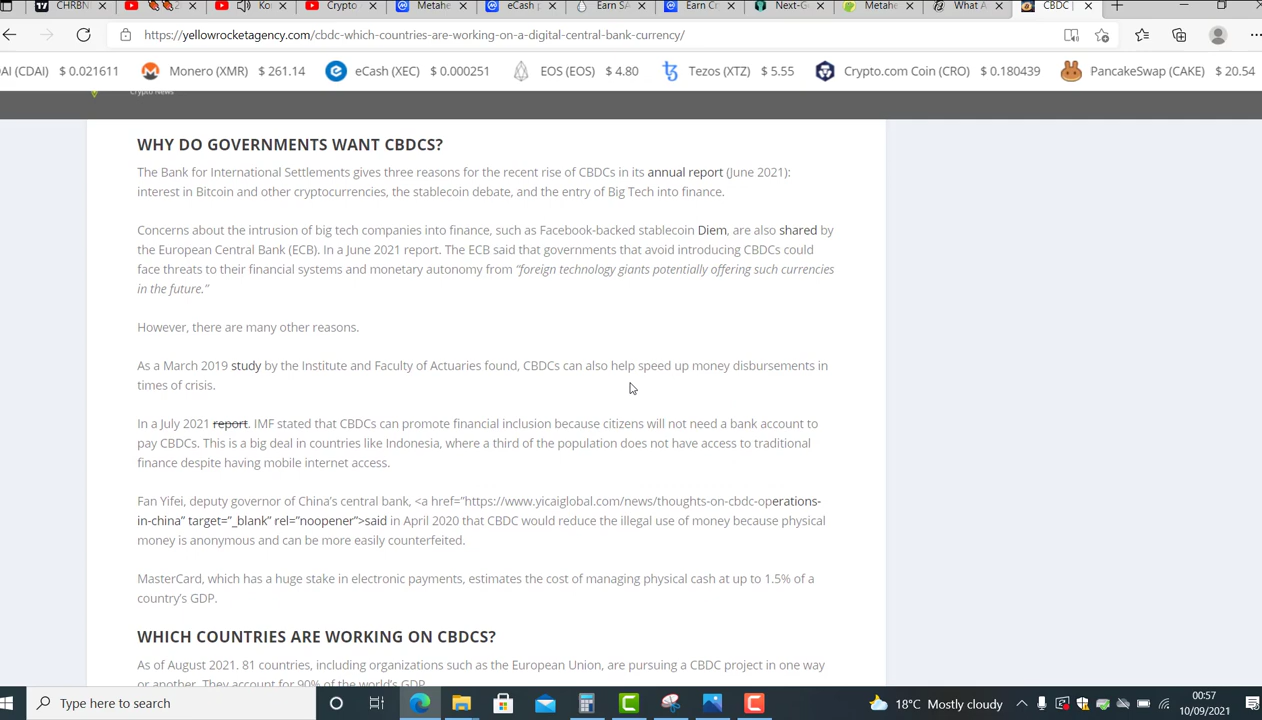 CHRBN
Kor
Crypto
Metahe
eCash p
Earn SA
Earn Cr
Next-G
Metahe
What A
CBDC
https://yellowrocketagency.com/cbdc-which-countries-are-working-on-a-digital-central-bank-currency/
AI (CDAI) $ 0.021611 Monero (XMR) $ 261.14 eCash (XEC) $ 0.000251 EOS (EOS) $ 4.80 Tezos (XTZ) $ 5.55 Crypto.com Coin (CRO) $ 0.180439 PancakeSwap (CAKE) $ 20.54
Crypto News
WHY DO GOVERNMENTS WANT CBDCS?
The Bank for International Settlements gives three reasons for the recent rise of CBDCs in its annual report (June 2021):
interest in Bitcoin and other cryptocurrencies, the stablecoin debate, and the entry of Big Tech into finance.
Concerns about the intrusion of big tech companies into finance, such as Facebook-backed stablecoin Diem, are also shared by
the European Central Bank (ECB). In a June 2021 report. The ECB said that governments that avoid introducing CBDCs could
face threats to their financial systems and monetary autonomy from “foreign technology giants potentially offering such currencies
in the future.”
However, there are many other reasons.
As a March 2019 study by the Institute and Faculty of Actuaries found, CBDCs can also help speed up money disbursements in
times of crisis.
In a July 2021 report. IMF stated that CBDCs can promote financial inclusion because citizens will not need a bank account to
pay CBDCs. This is a big deal in countries like Indonesia, where a third of the population does not have access to traditional
finance despite having mobile internet access.
Fan Yifei, deputy governor of China’s central bank, <a href=”https://www.yicaiglobal.com/news/thoughts-on-cbdc-operations-
in-china” target=”_blank” rel=”noopener”>said in April 2020 that CBDC would reduce the illegal use of money because physical
money is anonymous and can be more easily counterfeited.
MasterCard, which has a huge stake in electronic payments, estimates the cost of managing physical cash at up to 1.5% of a
country’s GDP.
WHICH COUNTRIES ARE WORKING ON CBDCS?
As of August 2021. 81 countries, including organizations such as the European Union, are pursuing a CBDC project in one way
or another. They account for 90% of the world’s GDP.
Type here to search
18°C Mostly cloudy
00:57
10/09/2021